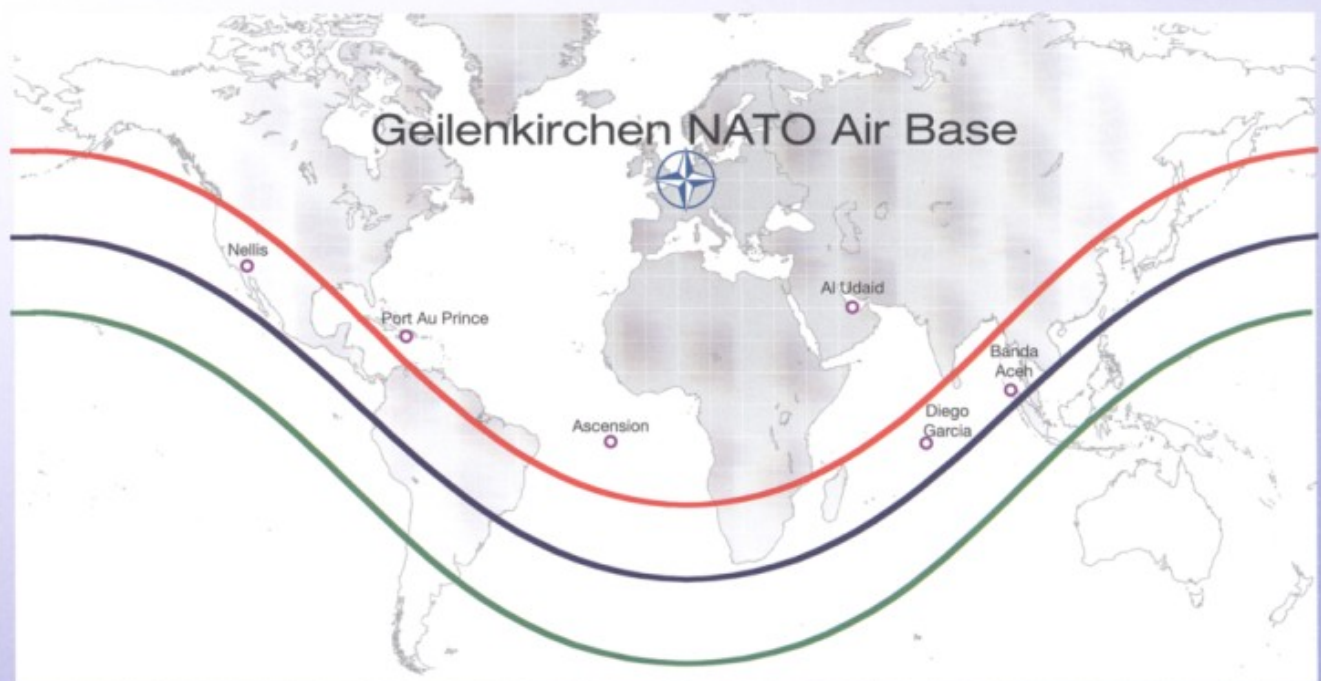 Geilenkirchen NATO Air Base
Nellis
Port Au Prince
Al Udaid
Banda
Aceh
Diego
Garcia
Ascension